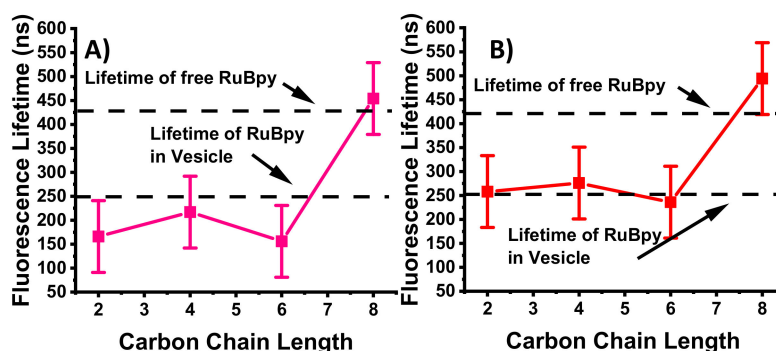 A)
Fluorescence Lifetime (ns)
600
550
500
450
400
350
300
250
200
150
100
50
Lifetime of free RuBpy
Lifetime of RuBpy
in Vesicle
2 3 4 5 6 7 8
Carbon Chain Length
B)
Fluorescence Lifetime (ns)
600
550
500
450
400
350
300
250
200
150
100
50
Lifetime of free RuBpy
Lifetime of RuBpy
in Vesicle
2 3 4 5 6 7 8
Carbon Chain Length